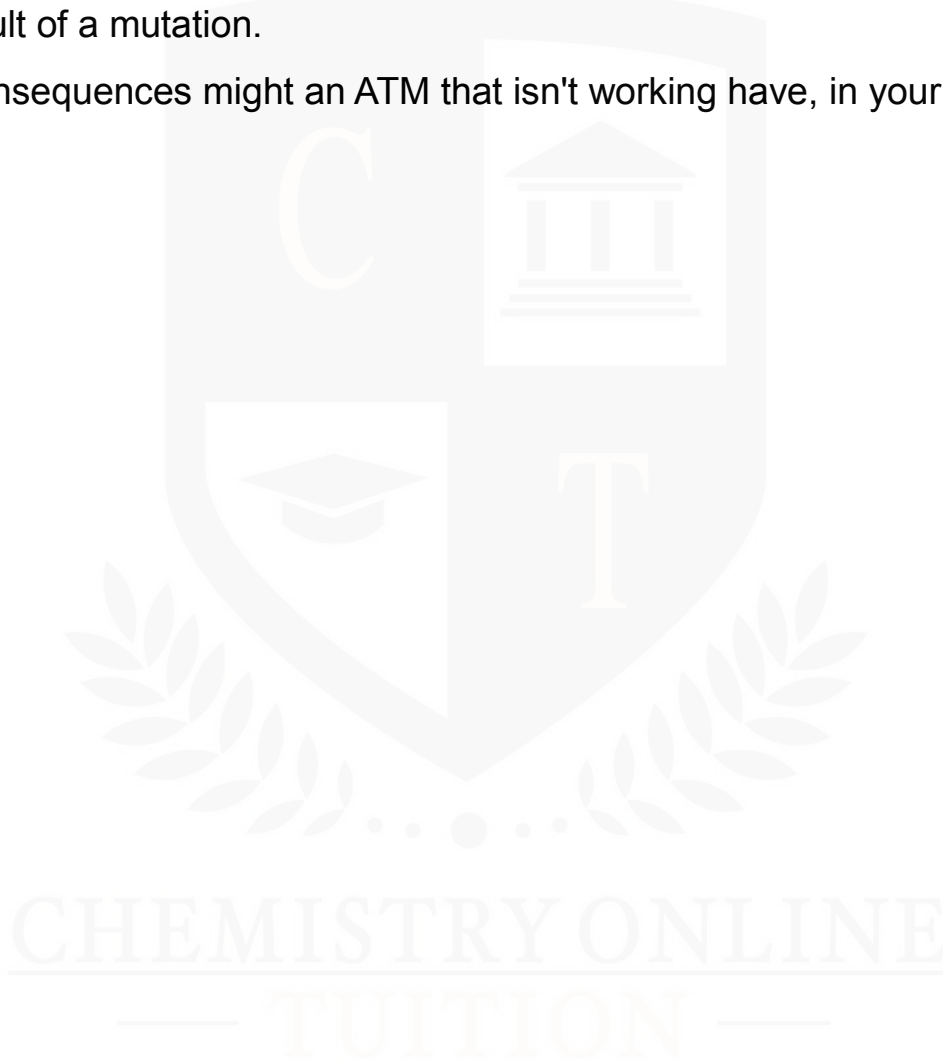 ult of a mutation.
nsequences might an ATM that isn't working have, in your
C
T
CHEMISTRY ONLINE
— TUITION —